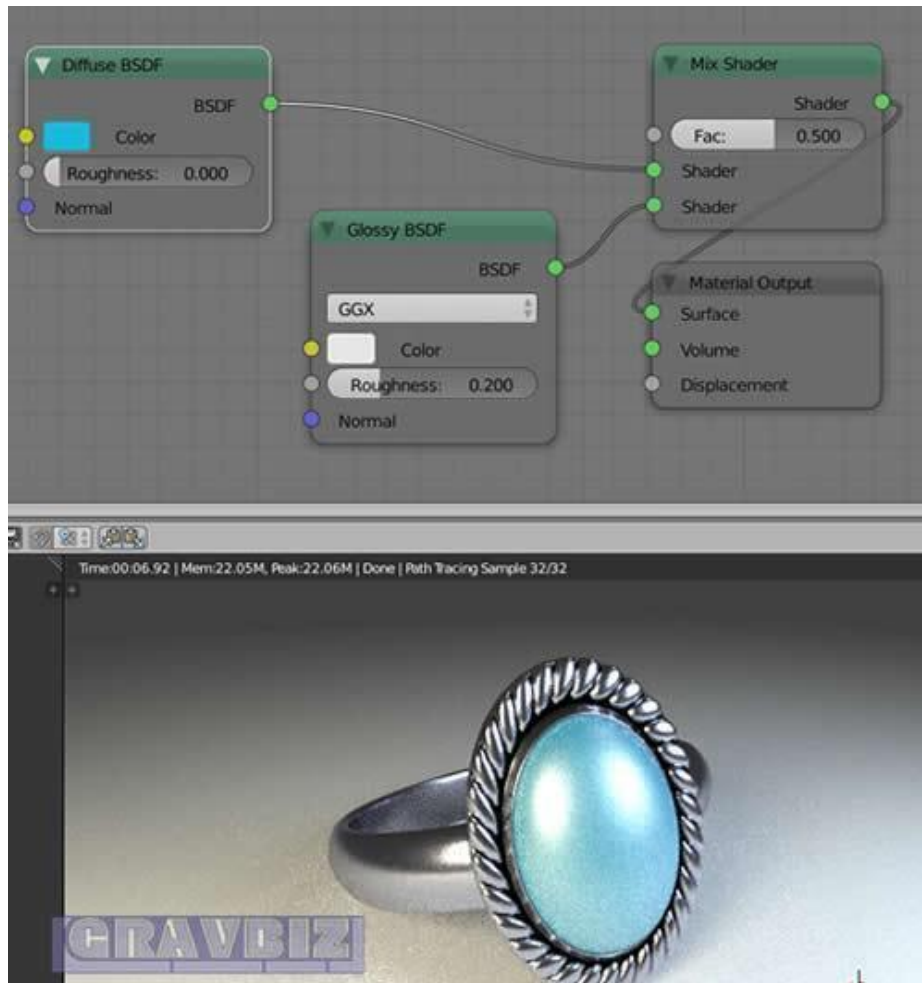 Diffuse BSDF
BSDF
Color
Roughness: 0.000
Normal
Mix Shader
Shader
Fac: 0.500
Shader
Shader
Glossy BSDF
BSDF
GGX
Color
Roughness: 0.200
Normal
Material Output
Surface
Volume
Displacement
Time:00:06.92 | Mem:22.05M, Peak:22.06M | Done | Path Tracing Sample 32/32
GRAVBIZ